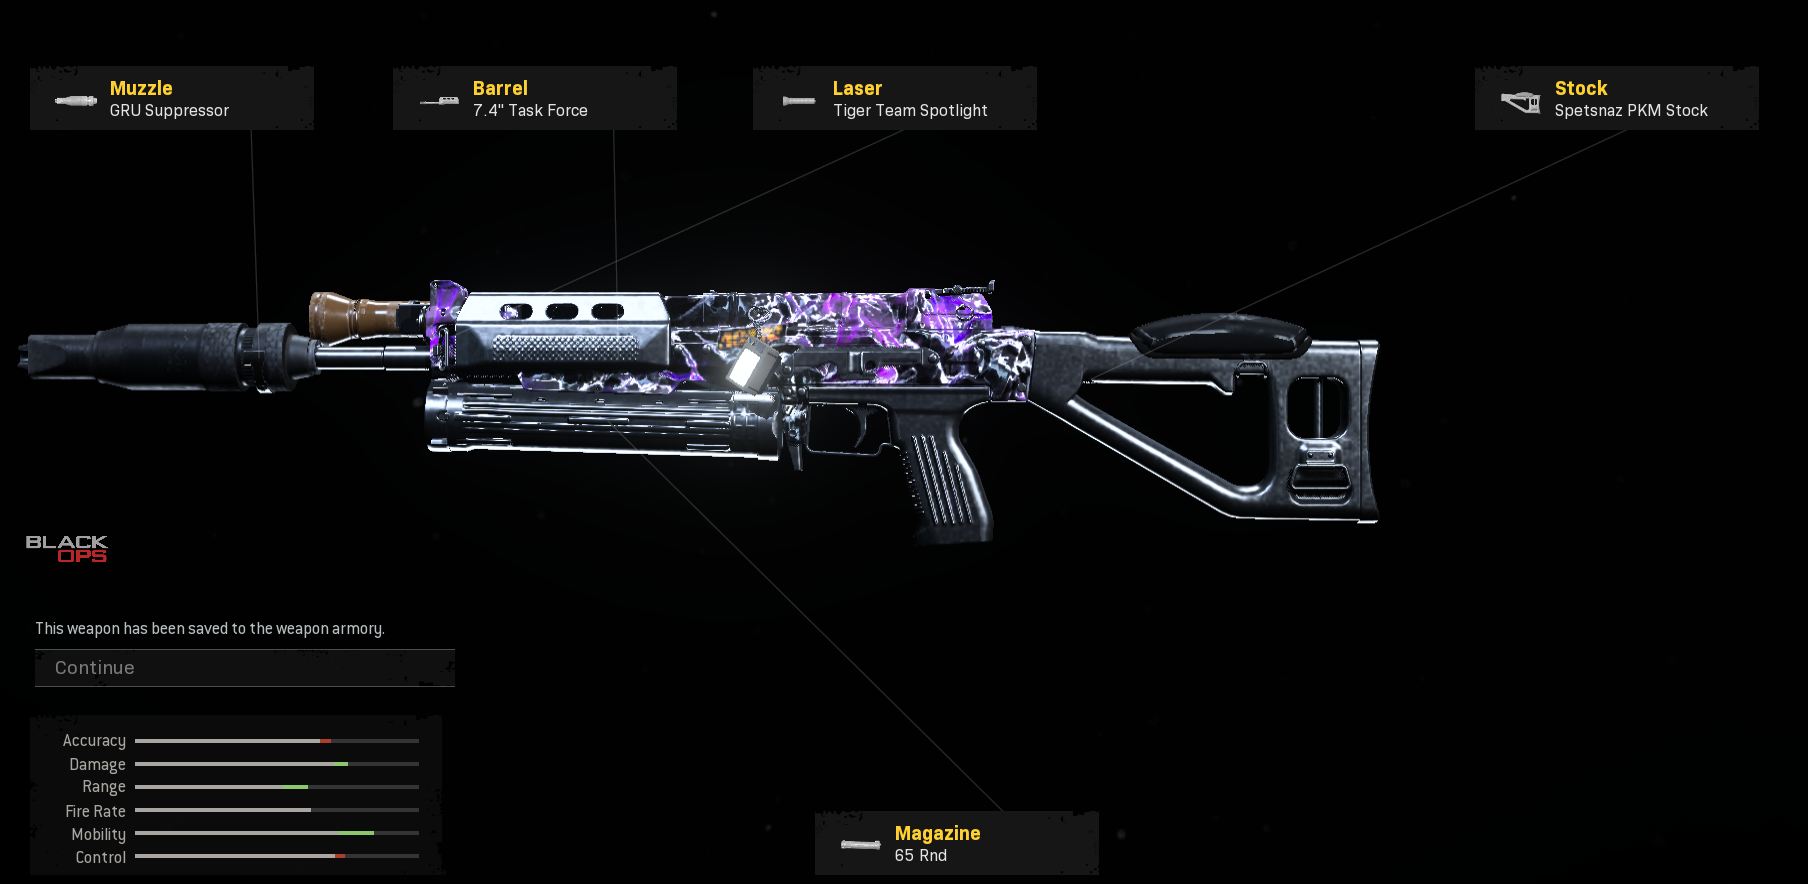 Muzzle
GRU Suppressor
Barrel
7.4" Task Force
Laser
Tiger Team Spotlight
Stock
Spetsnaz PKM Stock
BLACK
OPS
This weapon has been saved to the weapon armory.
Continue
Accuracy
Damage
Range
Fire Rate
Mobility
Control
Magazine
65 Rnd